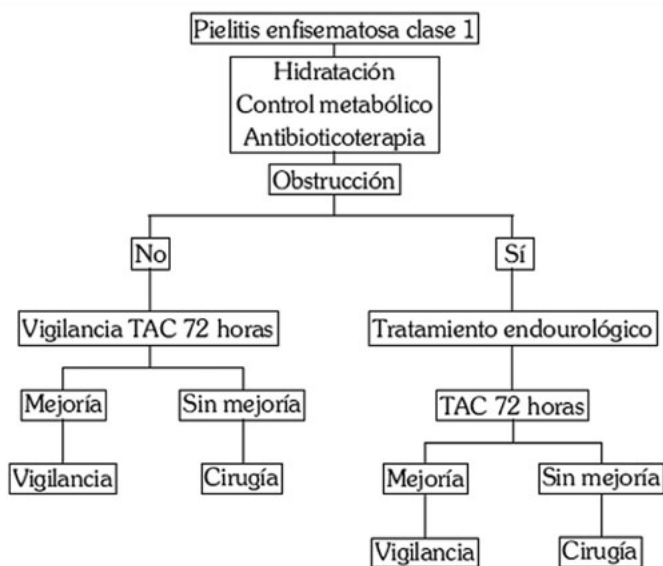 Pielitis enfisematosa clase 1
Hidratación
Control metabólico
Antibioticoterapia
Obstrucción
No
Sí
Vigilancia TAC 72 horas
Tratamiento endourológico
Mejoría
Sin mejoría
TAC 72 horas
Vigilancia
Cirugía
Mejoría
Sin mejoría
Vigilancia
Cirugía